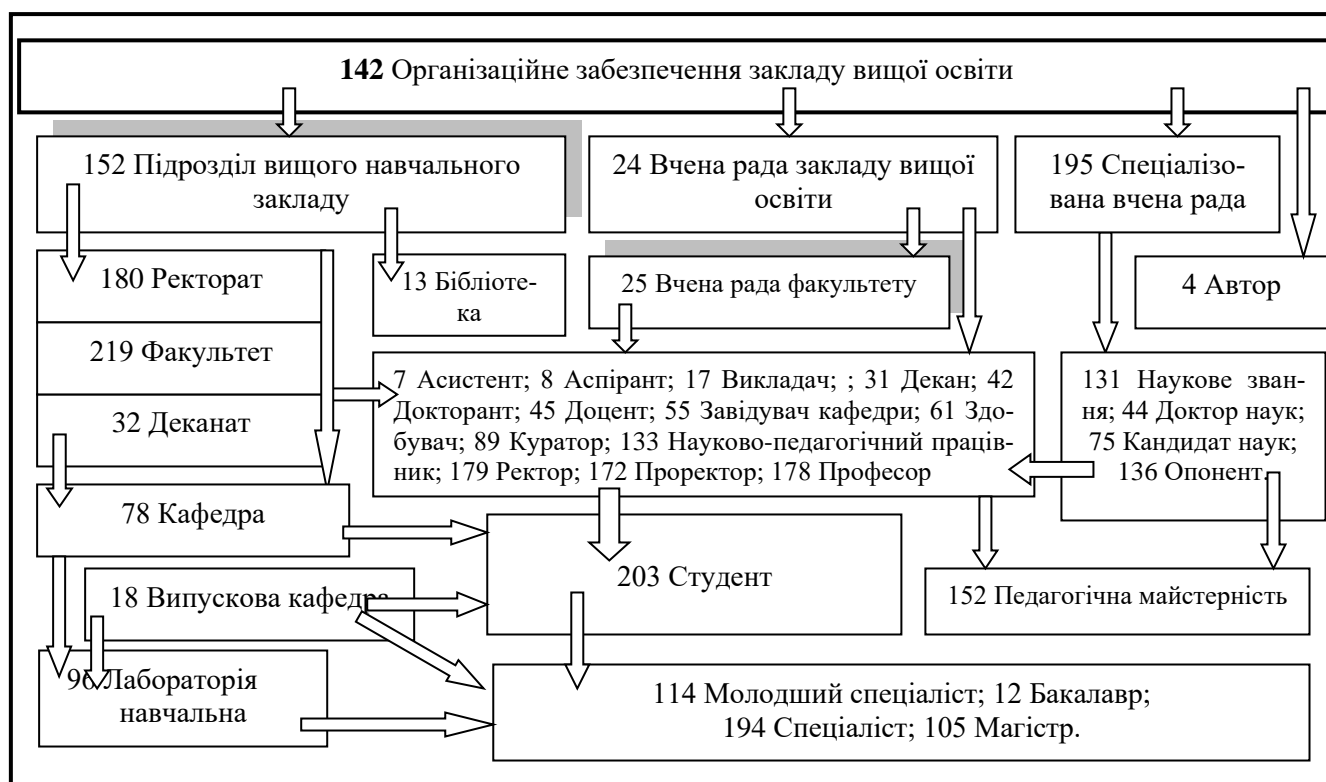 142 Організаційне забезпечення закладу вищої освіти
152 Підрозділ вищого навчального
закладу
24 Вчена рада закладу вищої
освіти
195 Спеціалізо-
вана вчена рада
180 Ректорат
13 Бібліоте-
ка
25 Вчена рада факультету
4 Автор
219 Факультет
32 Деканат
7 Асистент; 8 Аспірант; 17 Викладач; ; 31 Декан; 42
Докторант; 45 Доцент; 55 Завідувач кафедри; 61 Здо-
бувач; 89 Куратор; 133 Науково-педагогічний праців-
ник; 179 Ректор; 172 Проректор; 178 Професор
131 Наукове зван-
ня; 44 Доктор наук;
75 Кандидат наук;
136 Опонент.
78 Кафедра
203 Студент
18 Випускова кафедра
152 Педагогічна майстерність
96 Лабораторія
навчальна
114 Молодший спеціаліст; 12 Бакалавр;
194 Спеціаліст; 105 Магістр.